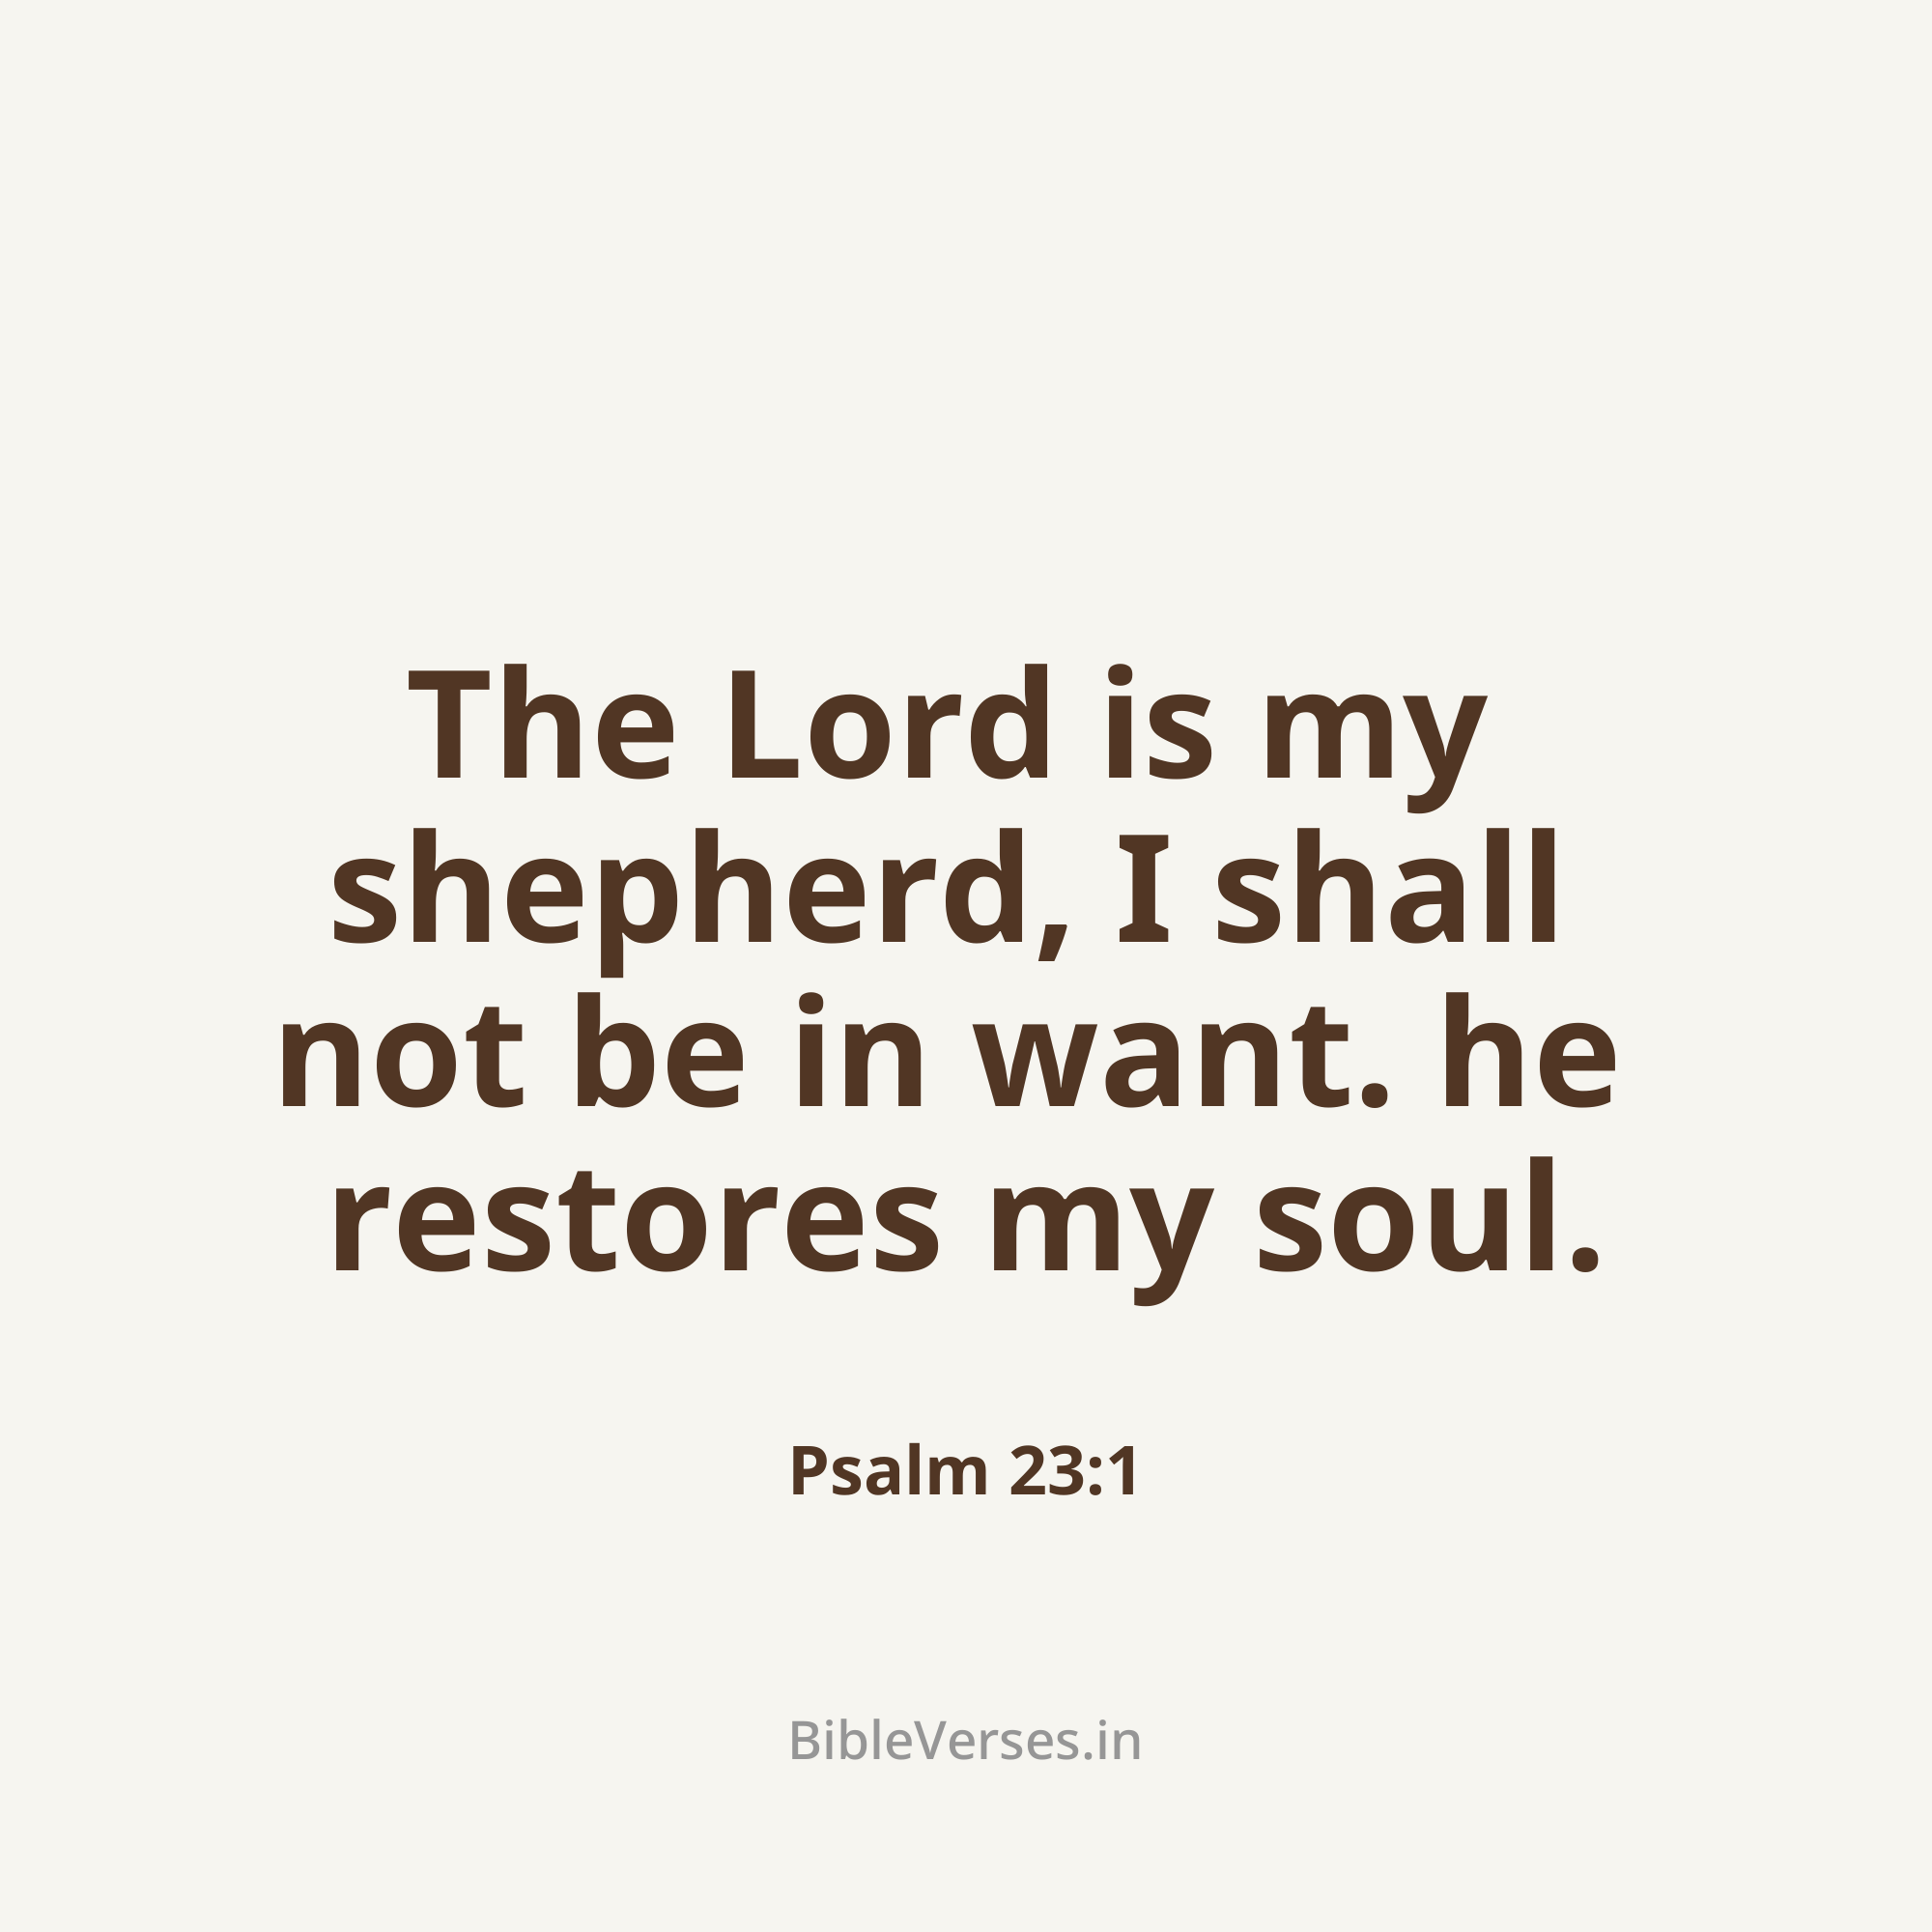 The Lord is my
shepherd, I shall
not be in want. he
restores my soul.
Psalm 23:1
BibleVerses.in